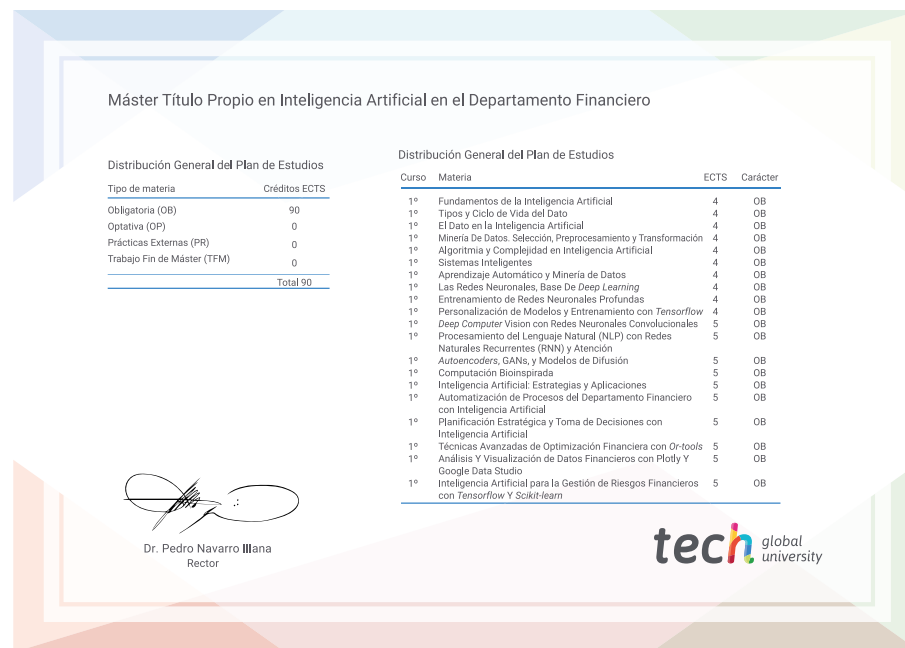 Máster Título Propio en Inteligencia Artificial en el Departamento Financiero
Distribución General del Plan de Estudios
Tipo de materia Créditos ECTS
Obligatoria (OB) 90
Optativa (OP) 0
Prácticas Externas (PR) 0
Trabajo Fin de Máster (TFM) 0
Total 90
Distribución General del Plan de Estudios
Curso Materia ECTS Carácter
1º Fundamentos de la Inteligencia Artificial 4 OB
1º Tipos y Ciclo de Vida del Dato 4 OB
1º El Dato en la Inteligencia Artificial 4 OB
1º Minería De Datos. Selección, Preprocesamiento y Transformación 4 OB
1º Algoritmia y Complejidad en Inteligencia Artificial 4 OB
1º Sistemas Inteligentes 4 OB
1º Aprendizaje Automático y Minería de Datos 4 OB
1º Las Redes Neuronales, Base De Deep Learning 4 OB
1º Entrenamiento de Redes Neuronales Profundas 4 OB
1º Personalización de Modelos y Entrenamiento con Tensorflow 4 OB
1º Deep Computer Vision con Redes Neuronales Convolucionales 5 OB
1º Procesamiento del Lenguaje Natural (NLP) con Redes 5 OB
Naturales Recurrentes (RNN) y Atención
1º Autoencoders, GANs, y Modelos de Difusión 5 OB
1º Computación Bioinspirada 5 OB
1º Inteligencia Artificial: Estrategias y Aplicaciones 5 OB
1º Automatización de Procesos del Departamento Financiero 5 OB
con Inteligencia Artificial
1º Planificación Estratégica y Toma de Decisiones con 5 OB
Inteligencia Artificial
1º Técnicas Avanzadas de Optimización Financiera con Or-tools 5 OB
1º Análisis Y Visualización de Datos Financieros con Plotly Y 5 OB
Google Data Studio
1º Inteligencia Artificial para la Gestión de Riesgos Financieros 5 OB
con Tensorflow Y Scikit-learn
Dr. Pedro Navarro Illana
Rector
tech global
university